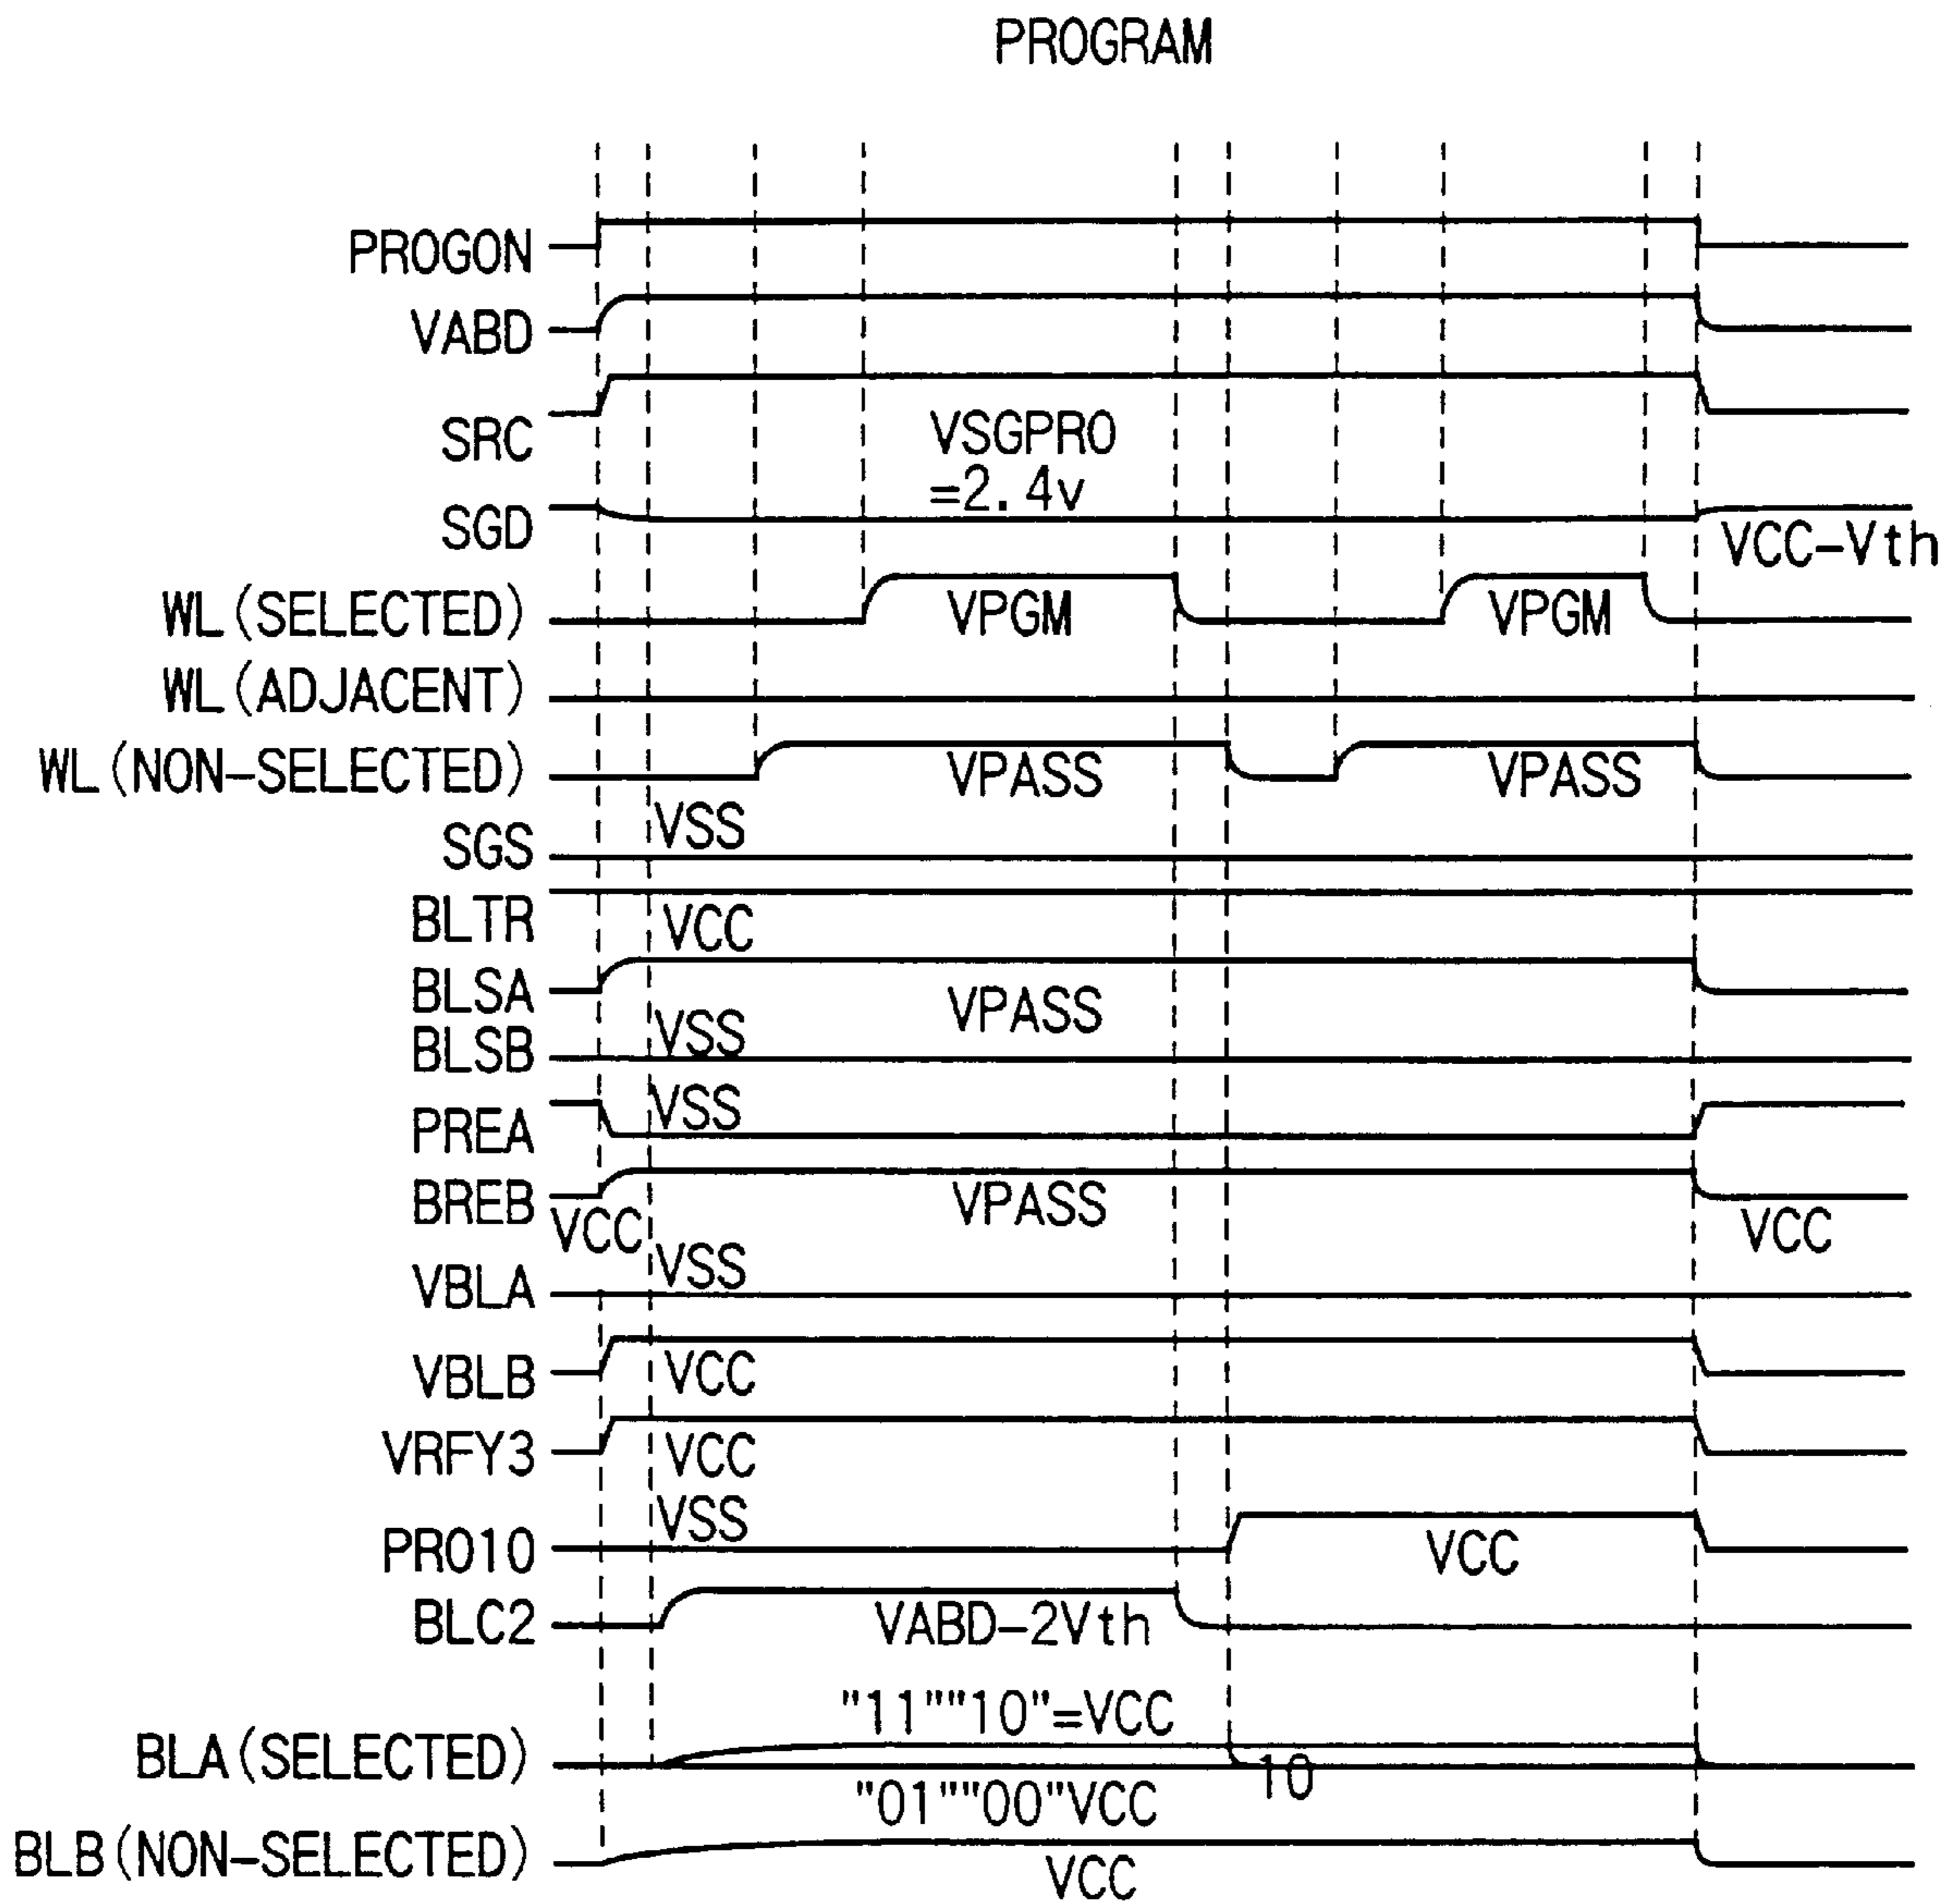 PROGRAM
PROGON
VABD
SRC
VSGPRO
=2.4v
SGD
VCC-Vth
WL(SELECTED)
VPGM
VPGM
WL(ADJACENT)
WL(NON-SELECTED)
VPASS
VPASS
SGS
VSS
BLTR
VCC
BLSA
VPASS
BLSB
VSS
PREA
VSS
BREB
VCC
VPASS
VCC
VBLA
VSS
VBLB
VCC
VRFY3
VCC
PRO10
VSS
VCC
BLC2
VABD-2Vth
"11""10"=VCC
BLA(SELECTED)
10
"01""00"VCC
BLB(NON-SELECTED)
VCC